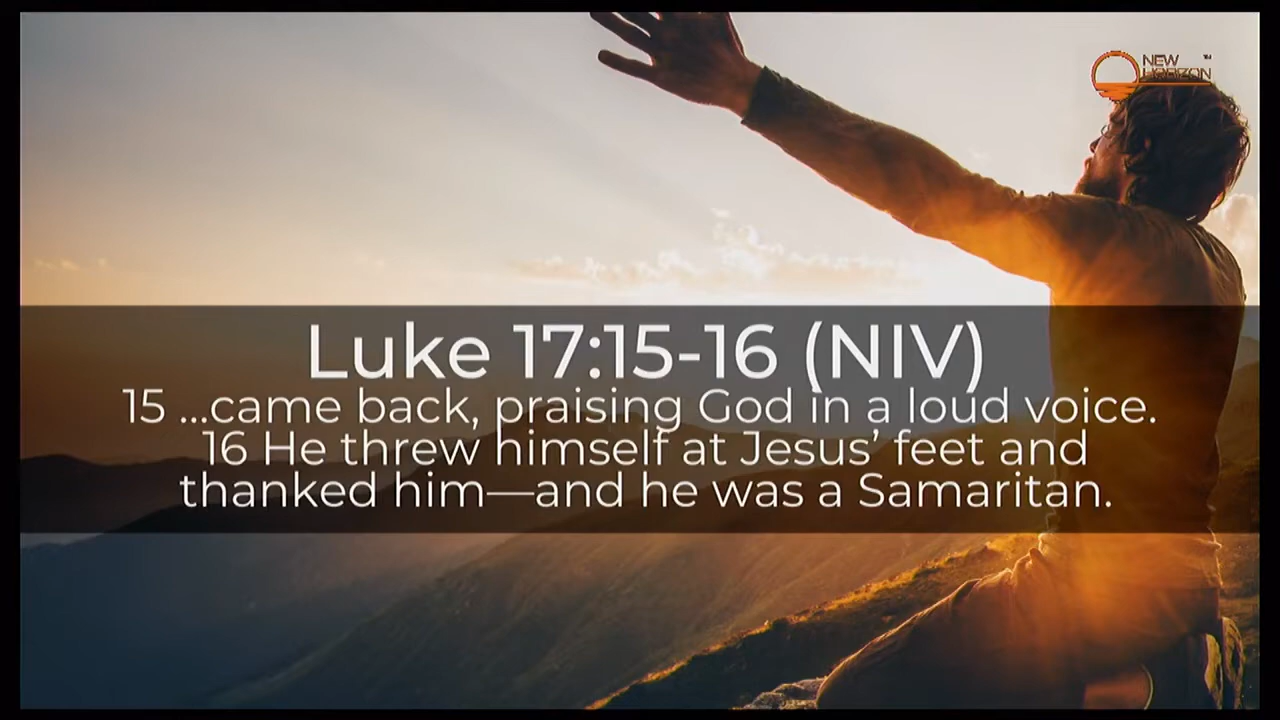 NEW
HORIZON
Luke 17:15-16 (NIV)
15 ...came back, praising God in a loud voice.
16 He threw himself at Jesus’ feet and
thanked him—and he was a Samaritan.